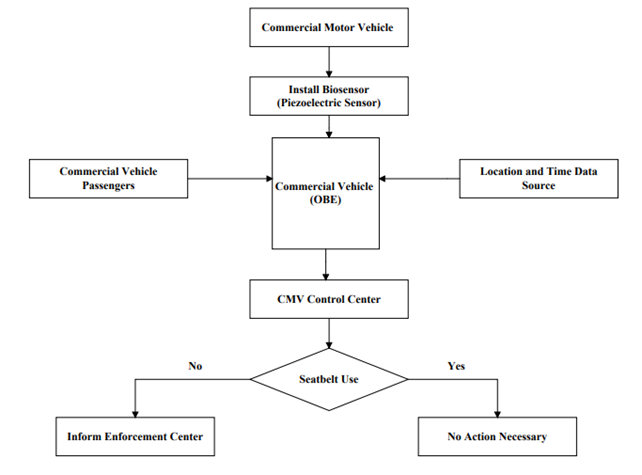 Commercial Motor Vehicle
Install Biosensor
(Piezoelectric Sensor)
Commercial Vehicle
Passengers
Commercial Vehicle
(OBE)
Location and Time Data
Source
CMV Control Center
No
Seatbelt Use
Yes
Inform Enforcement Center
No Action Necessary